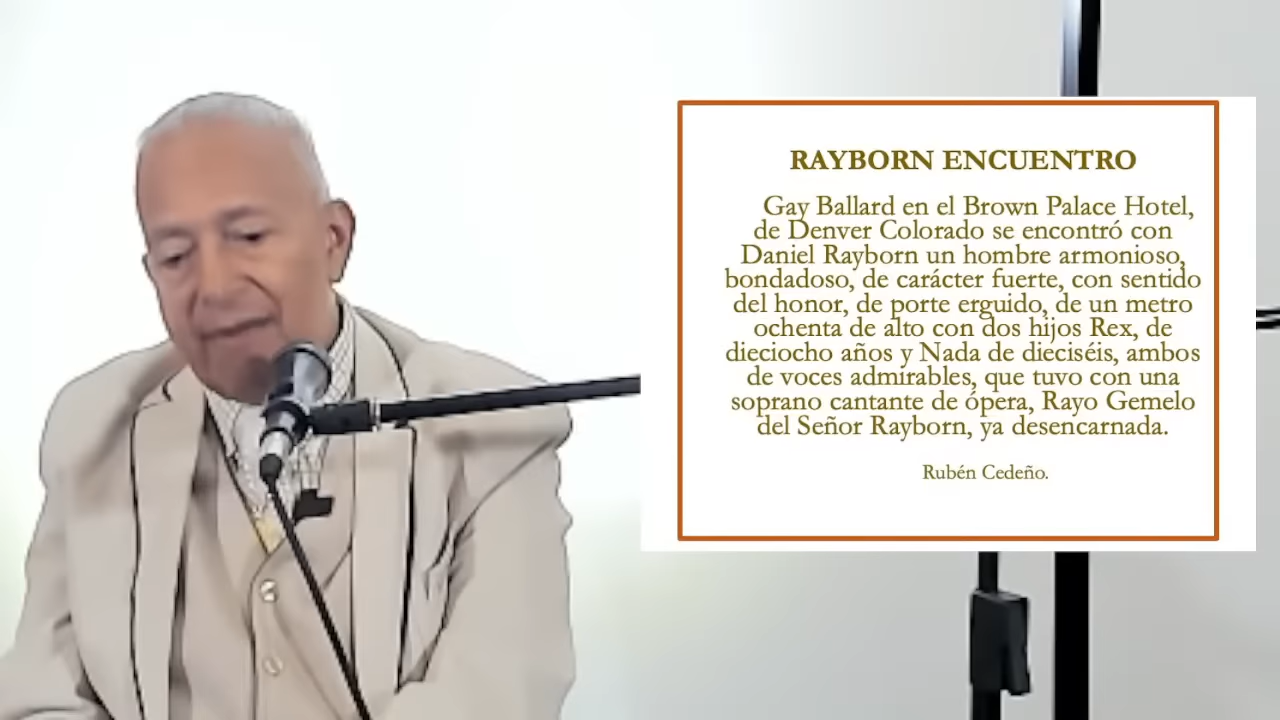 RAYBORN ENCUENTRO
Gay Ballard en el Brown Palace Hotel,
de Denver Colorado se encontró con
Daniel Rayborn un hombre armonioso,
bondadoso, de carácter fuerte, con sentido
del honor, de porte erguido, de un metro
ochenta de alto con dos hijos Rex, de
dieciocho años y Nada de dieciséis, ambos
de voces admirables, que tuvo con una
soprano cantante de ópera, Rayo Gemelo
del Señor Rayborn, ya desencarnada.
Rubén Cedeño.